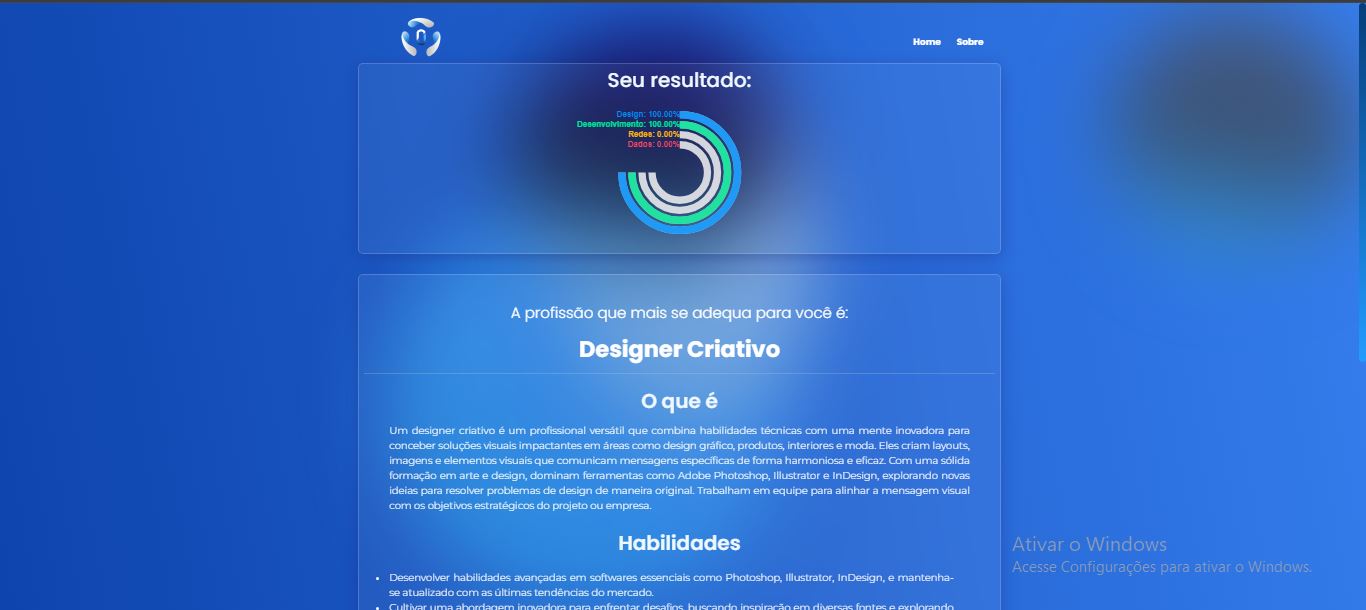 Home Sobre
Seu resultado:
Design: 100.00%
Desenvolvimento: 100.00%
Redes: 0.00%
Dados: 0.00%
A profissão que mais se adequa para você é:
Designer Criativo
O que é
Um designer criativo é um profissional versátil que combina habilidades técnicas com uma mente inovadora para
conceber soluções visuais impactantes em áreas como design gráfico, produtos, interiores e moda. Eles criam layouts,
imagens e elementos visuais que comunicam mensagens específicas de forma harmoniosa e eficaz. Com uma sólida
formação em arte e design, dominam ferramentas como Adobe Photoshop, Illustrator e InDesign, explorando novas
ideias para resolver problemas de design de maneira original. Trabalham em equipe para alinhar a mensagem visual
com os objetivos estratégicos do projeto ou empresa.
Habilidades
Desenvolver habilidades avançadas em softwares essenciais como Photoshop, Illustrator, InDesign, e mantenha-
se atualizado com as últimas tendências do mercado.
Cultivar uma abordagem inovadora para enfrentar desafios, buscando inspiração em diversas fontes e explorando
Ativar o Windows
Acesse Configurações para ativar o Windows.